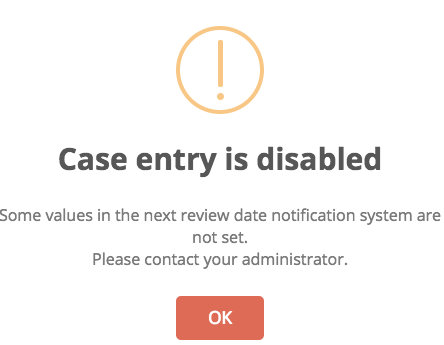 Case entry is disabled
Some values in the next review date notification system are
not set.
Please contact your administrator.
OK